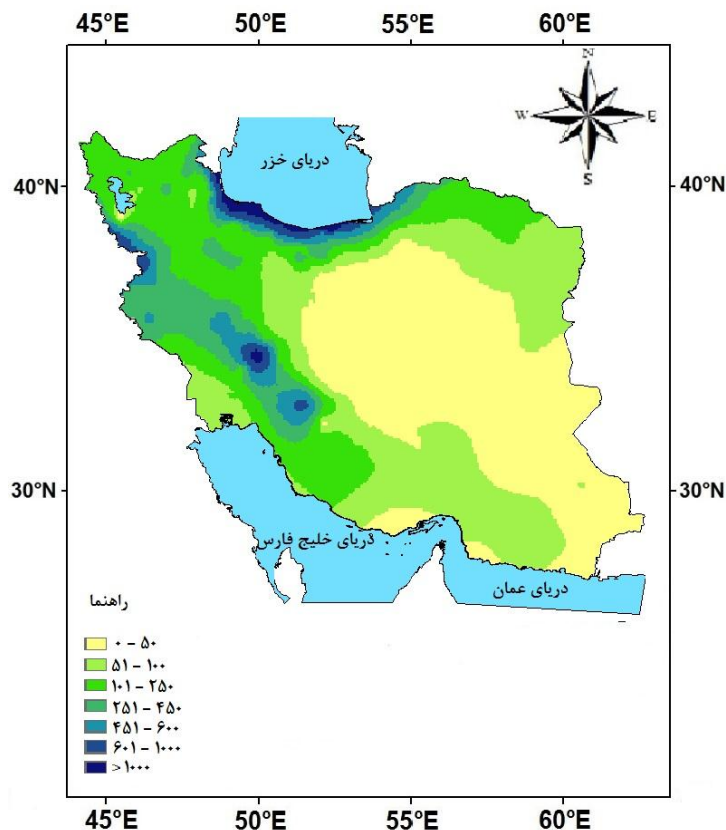 45°E 50°E 55°E 60°E
N
W E
S
40°N 40°N
دریای خزر
30°N 30°N
دریای خلیج فارس
دریای عمان
راهنما
۰ - ۵۰
۵۱ - ۱۰۰
۱۰۱ - ۲۵۰
۲۵۱ - ۴۵۰
۴۵۱ - ۶۰۰
۶۰۱ - ۱۰۰۰
> ۱۰۰۰
45°E 50°E 55°E 60°E